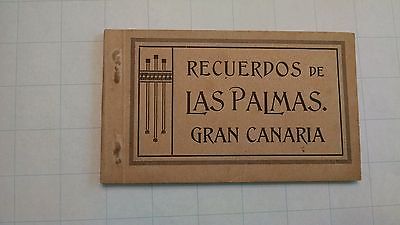 RECUERDOS DE
LAS PALMAS.
GRAN CANARIA